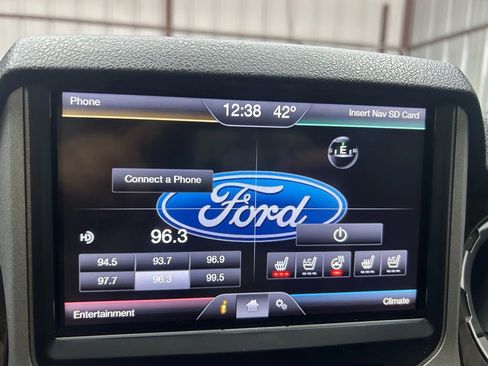 Phone
12:38 42°
Insert Nav SD Card
E
Connect a Phone
Ford
HD 96.3
94.5 93.7 96.9
97.7 96.3 99.5
A/C A/C
Entertainment
i
Climate